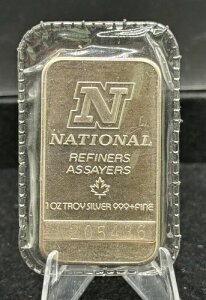 N
NATIONAL
REFINERS
ASSAYERS
1 OZ TROY SILVER 999+FINE